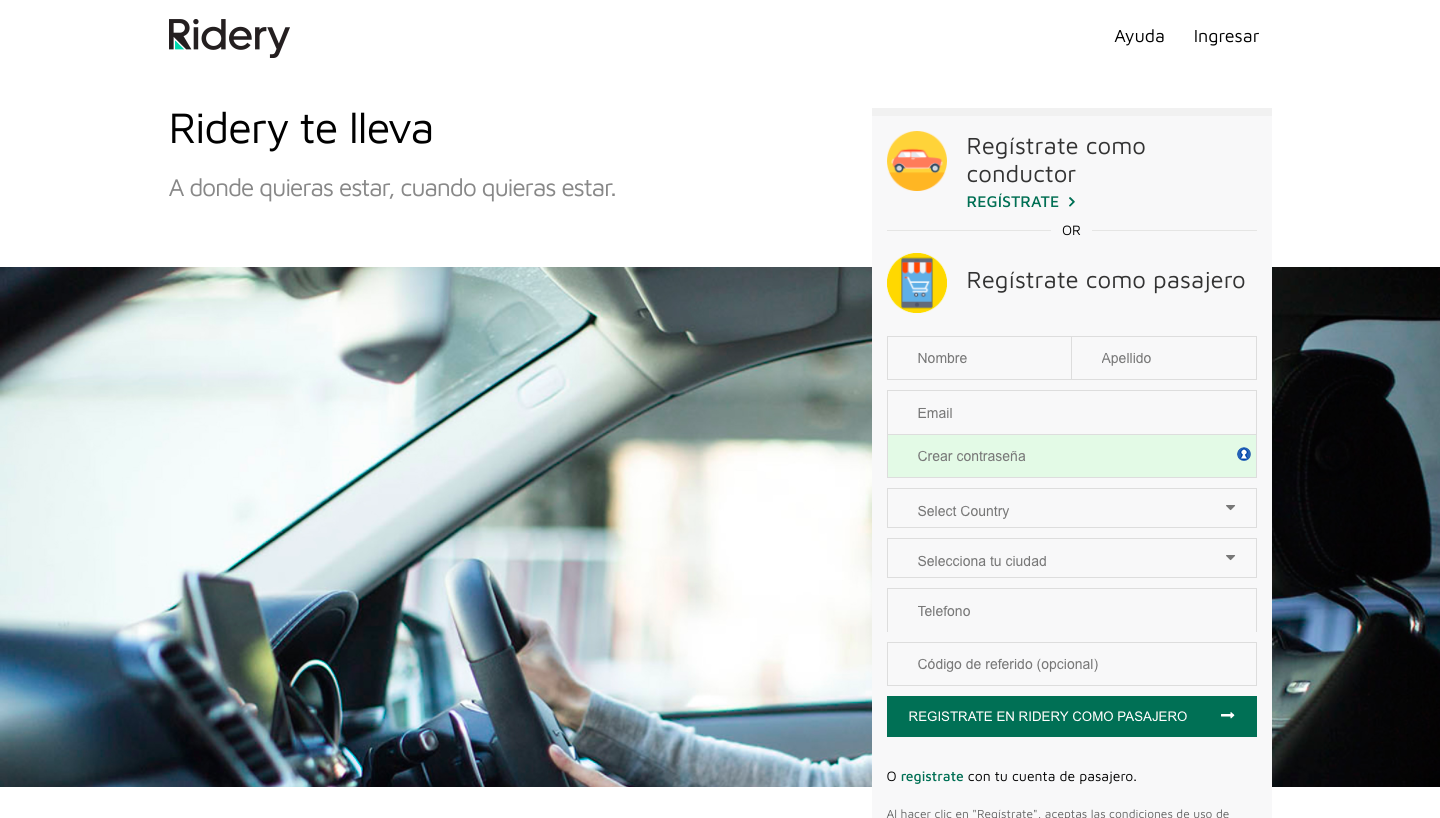 Ridery
Ayuda
Ingresar
Ridery te lleva
A donde quieras estar, cuando quieras estar.
Regístrate como
conductor
REGÍSTRATE
OR
Regístrate como pasajero
Nombre
Apellido
Email
Crear contraseña
Select Country
Selecciona tu ciudad
Telefono
Código de referido (opcional)
REGISTRATE EN RIDERY COMO PASAJERO
O registrate con tu cuenta de pasajero.
Al hacer clic en "Regístrate", aceptas las condiciones de uso de